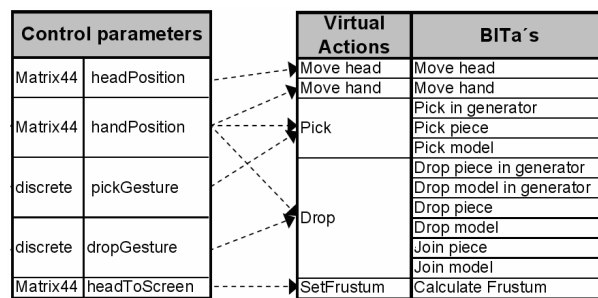 Control parameters
Matrix44 headPosition
Matrix44 handPosition
discrete pickGesture
discrete dropGesture
Matrix44 headToScreen
Virtual Actions BITa´s
Move head Move head
Move hand Move hand
Pick Pick in generator
Pick piece
Pick model
Drop Drop piece in generator
Drop model in generator
Drop piece
Drop model
Join piece
Join model
SetFrustum Calculate Frustum